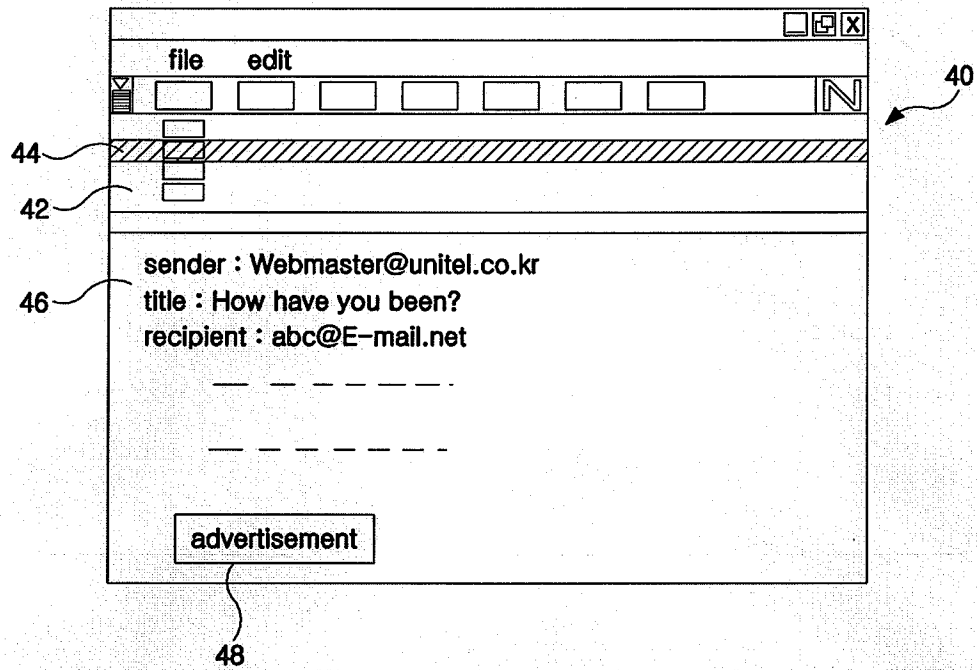 file edit
N
40
44
42
46
sender : Webmaster@unitel.co.kr
title : How have you been?
recipient : abc@E-mail.net
advertisement
48